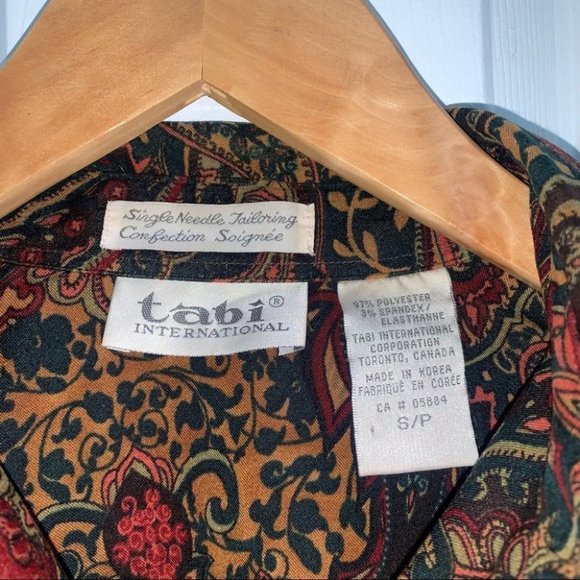 Single Needle Tailoring
Confection Soignée
tabi®
INTERNATIONAL
97% POLYESTER
3% SPANDEX/
ELASTHANNE
TABI INTERNATIONAL
CORPORATION
TORONTO, CANADA
MADE IN KOREA
FABRIQUÉ EN CORÉE
CA # 05884
S/P